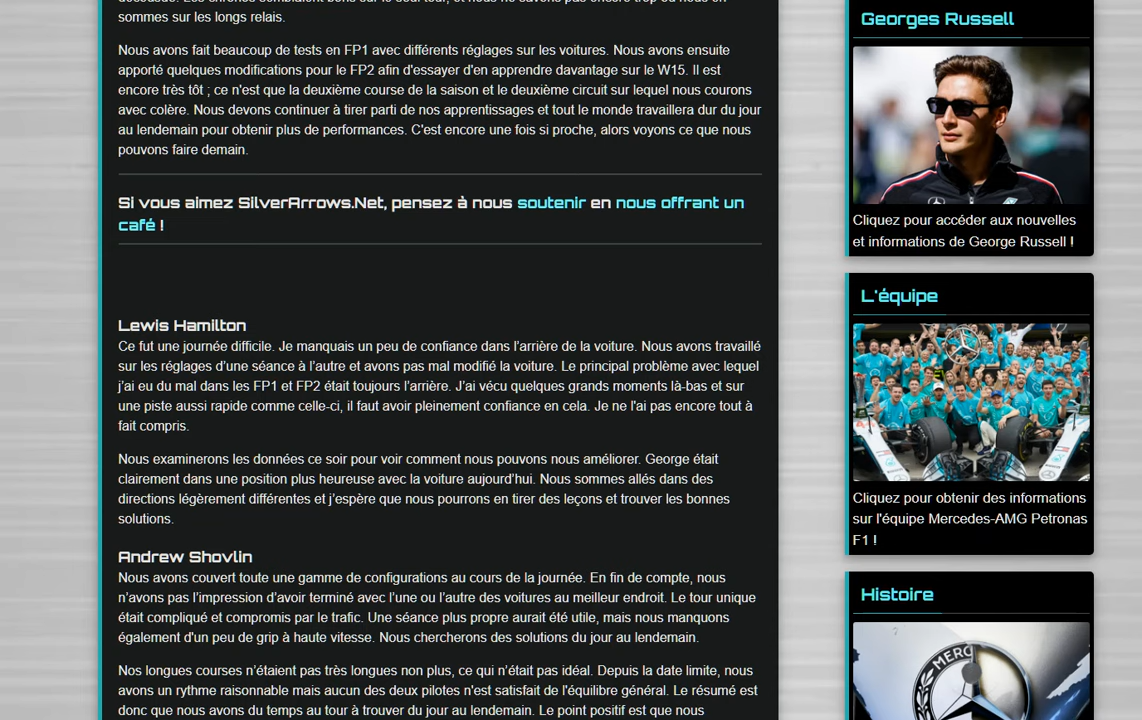 sommes sur les longs relais.
Nous avons fait beaucoup de tests en FP1 avec différents réglages sur les voitures. Nous avons ensuite
apporté quelques modifications pour le FP2 afin d'essayer d'en apprendre davantage sur le W15. Il est
encore très tôt ; ce n'est que la deuxième course de la saison et le deuxième circuit sur lequel nous courons
avec colère. Nous devons continuer à tirer parti de nos apprentissages et tout le monde travaillera dur du jour
au lendemain pour obtenir plus de performances. C'est encore une fois si proche, alors voyons ce que nous
pouvons faire demain.
Si vous aimez SilverArrows.Net, pensez à nous soutenir en nous offrant un
café !
Lewis Hamilton
Ce fut une journée difficile. Je manquais un peu de confiance dans l’arrière de la voiture. Nous avons travaillé
sur les réglages d’une séance à l’autre et avons pas mal modifié la voiture. Le principal problème avec lequel
j’ai eu du mal dans les FP1 et FP2 était toujours l'arrière. J’ai vécu quelques grands moments là-bas et sur
une piste aussi rapide comme celle-ci, il faut avoir pleinement confiance en cela. Je ne l'ai pas encore tout à
fait compris.
Nous examinerons les données ce soir pour voir comment nous pouvons nous améliorer. George était
clairement dans une position plus heureuse avec la voiture aujourd’hui. Nous sommes allés dans des
directions légèrement différentes et j’espère que nous pourrons en tirer des leçons et trouver les bonnes
solutions.
Andrew Shovlin
Nous avons couvert toute une gamme de configurations au cours de la journée. En fin de compte, nous
n’avons pas l’impression d’avoir terminé avec l’une ou l’autre des voitures au meilleur endroit. Le tour unique
était compliqué et compromis par le trafic. Une séance plus propre aurait été utile, mais nous manquons
également d'un peu de grip à haute vitesse. Nous chercherons des solutions du jour au lendemain.
Nos longues courses n’étaient pas très longues non plus, ce qui n’était pas idéal. Depuis la date limite, nous
avons un rythme raisonnable mais aucun des deux pilotes n'est satisfait de l'équilibre général. Le résumé est
donc que nous avons du temps au tour à trouver du jour au lendemain. Le point positif est que nous
Georges Russell
Cliquez pour accéder aux nouvelles
et informations de George Russell !
L'équipe
Cliquez pour obtenir des informations
sur l'équipe Mercedes-AMG Petronas
F1 !
Histoire
MERC